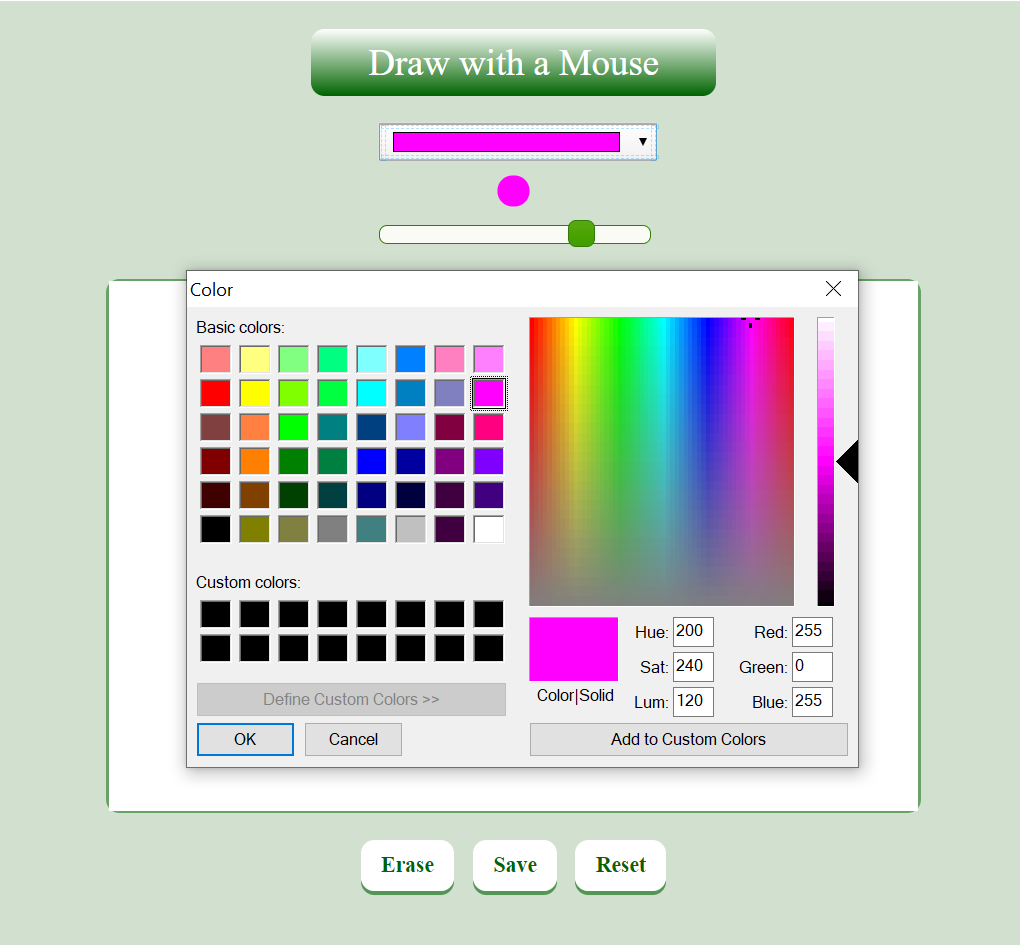 Draw with a Mouse
Color
Basic colors:
Custom colors:
Define Custom Colors >>
OK
Cancel
Color|Solid
Hue: 200
Sat: 240
Lum: 120
Red: 255
Green: 0
Blue: 255
Add to Custom Colors
Erase
Save
Reset